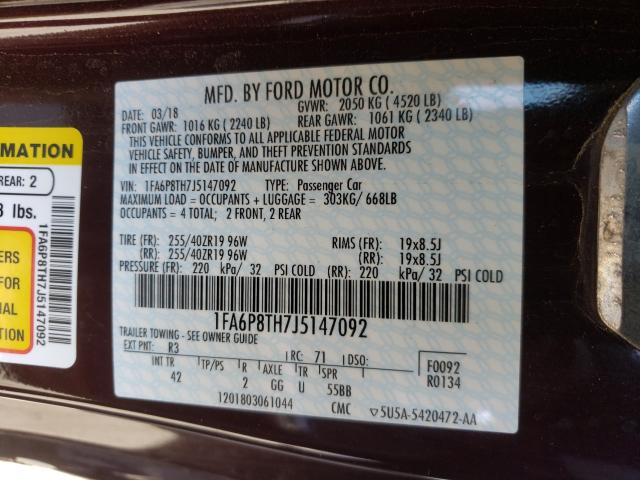 MFD. BY FORD MOTOR CO.
DATE: 03/18 GVWR: 2050 KG ( 4520 LB)
FRONT GAWR: 1016 KG ( 2240 LB) REAR GAWR: 1061 KG ( 2340 LB)
THIS VEHICLE CONFORMS TO ALL APPLICABLE FEDERAL MOTOR
VEHICLE SAFETY, BUMPER, AND THEFT PREVENTION STANDARDS
IN EFFECT ON THE DATE OF MANUFACTURE SHOWN ABOVE.
VIN: 1FA6P8TH7J5147092 TYPE: Passenger Car
MAXIMUM LOAD = OCCUPANTS + LUGGAGE = 303KG/ 668LB
OCCUPANTS = 4 TOTAL; 2 FRONT, 2 REAR
TIRE (FR): 255/40ZR19 96W RIMS (FR): 19x8.5J
(RR): 255/40ZR19 96W (RR): 19x8.5J
PRESSURE (FR): 220 kPa/ 32 PSI COLD (RR): 220 kPa/ 32 PSI COLD
1FA6P8TH7J5147092
TRAILER TOWING - SEE OWNER GUIDE
EXT PNT: R3 RC: 71 DSO: F0092
INT TR TP/PS R AXLE TR SPR R0134
42 2 GG U 55BB
1201803061044 CMC 5U5A-5420472-AA
RMATION
REAR: 2
lbs.
1FA6P8TH7J5147092
ERS
FOR
AL